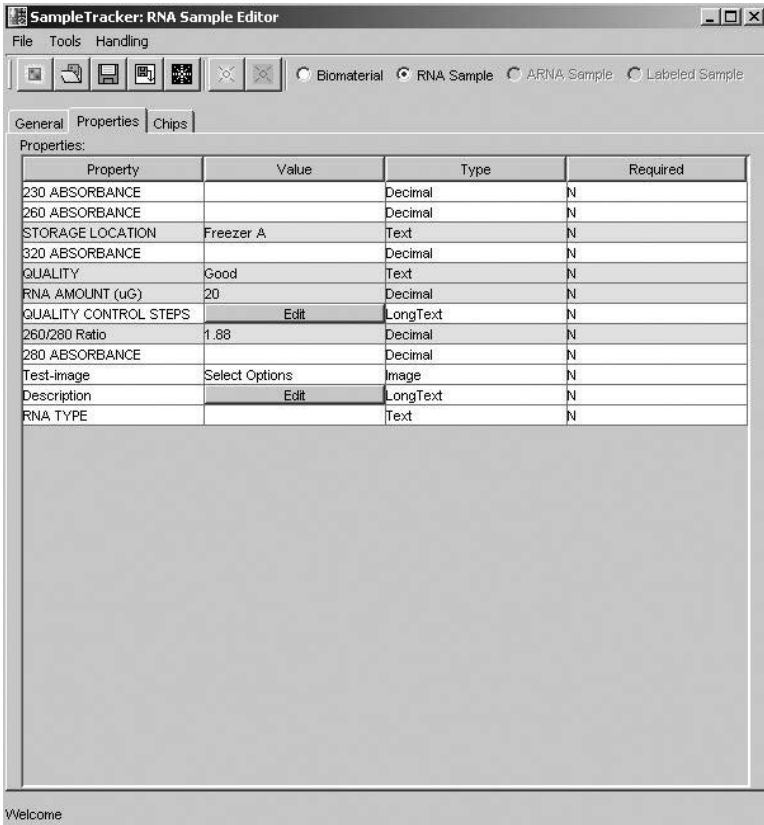 SampleTracker: RNA Sample Editor
File Tools Handling
Biomaterial RNA Sample ARNA Sample Labeled Sample
General Properties Chips
Properties:
Property Value Type Required
230 ABSORBANCE Decimal N
260 ABSORBANCE Decimal N
STORAGE LOCATION Freezer A Text N
320 ABSORBANCE Decimal N
QUALITY Good Text N
RNA AMOUNT (uG) 20 Decimal N
QUALITY CONTROL STEPS Edit LongText N
260/280 Ratio 1.88 Decimal N
280 ABSORBANCE Decimal N
Test-image Select Options Image N
Description Edit LongText N
RNA TYPE Text N
Welcome